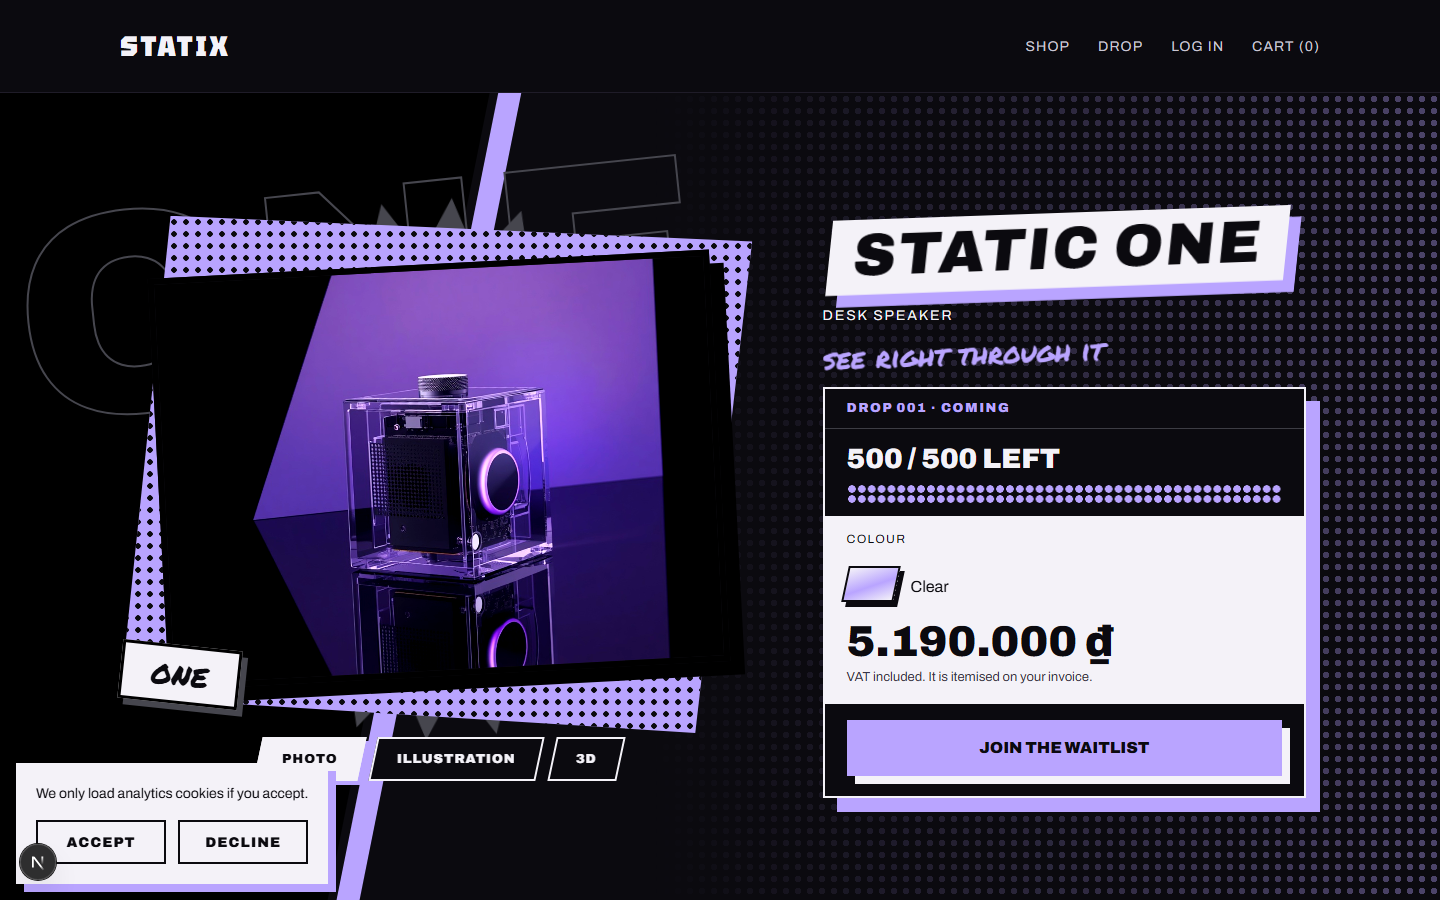 STATIX
SHOP DROP LOG IN CART (0)
ONE
STATIC ONE
DESK SPEAKER
SEE RIGHT THROUGH IT
DROP 001 · COMING
500 / 500 LEFT
COLOUR
Clear
5.190.000 ₫
VAT included. It is itemised on your invoice.
JOIN THE WAITLIST
ONE
PHOTO ILLUSTRATION 3D
We only load analytics cookies if you accept.
ACCEPT DECLINE
N